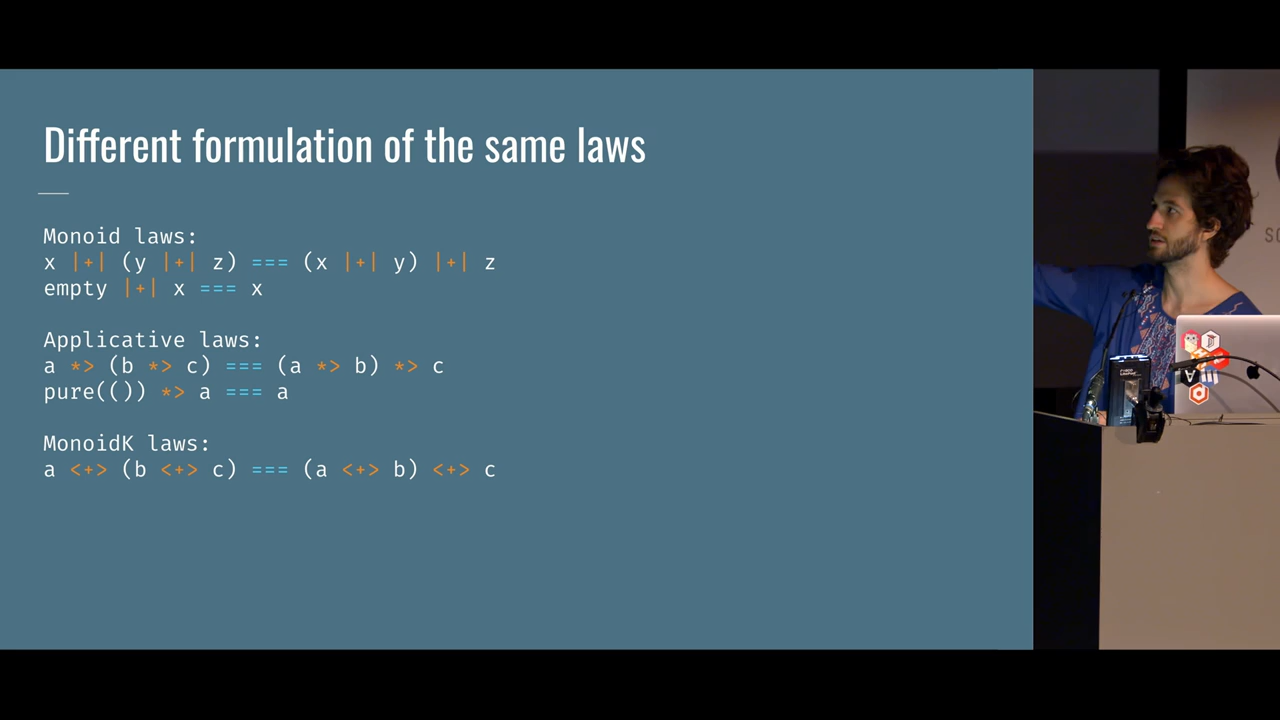 Different formulation of the same laws
Monoid laws:
x |+| (y |+| z) === (x |+| y) |+| z
empty |+| x === x
Applicative laws:
a *> (b *> c) === (a *> b) *> c
pure(()) *> a === a
MonoidK laws:
a <+> (b <+> c) === (a <+> b) <+> c